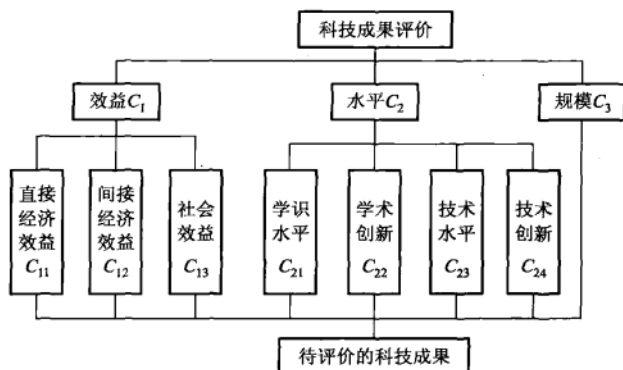 科技成果评价
效益C1
水平C2
规模C3
直接
经济
效益
C11
间接
经济
效益
C12
社会
效益
C13
学识
水平
C21
学术
创新
C22
技术
水平
C23
技术
创新
C24
待评价的科技成果